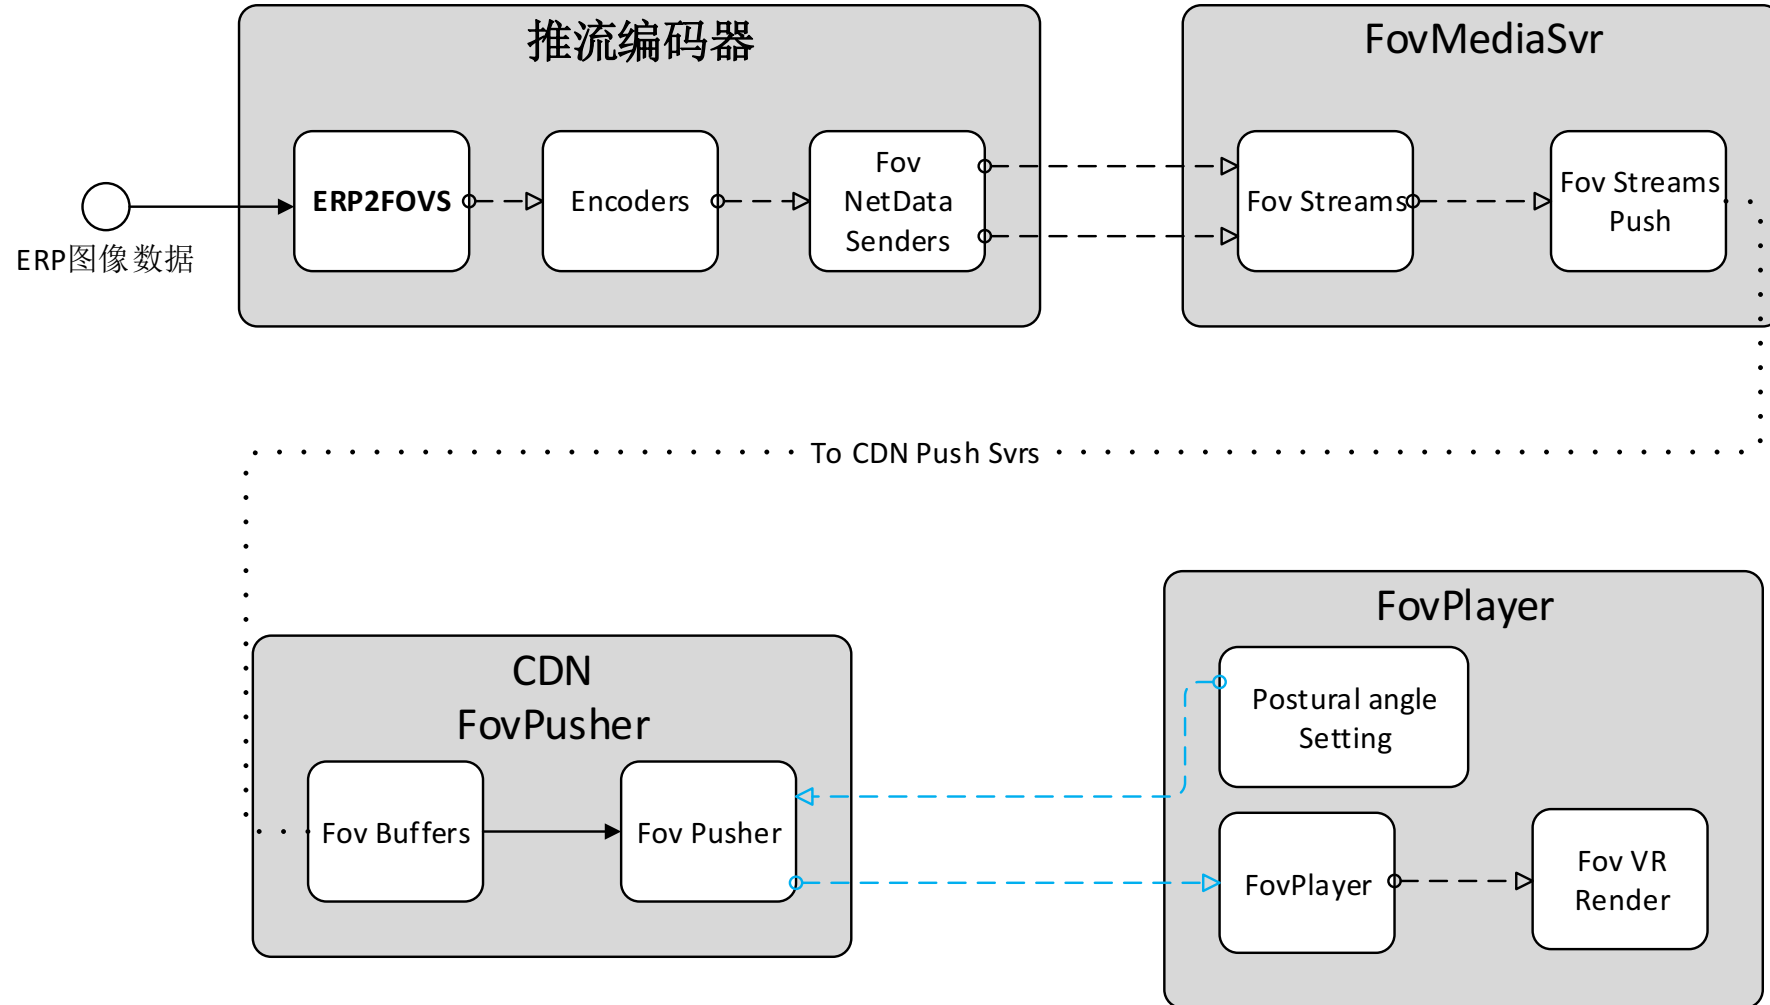 推流编码器
FovMediaSvr
ERP图像数据
ERP2FOVS
Encoders
Fov
NetData
Senders
Fov Streams
Fov Streams
Push
To CDN Push Svrs
CDN
FovPusher
Fov Buffers
Fov Pusher
FovPlayer
Postural angle
Setting
FovPlayer
Fov VR
Render